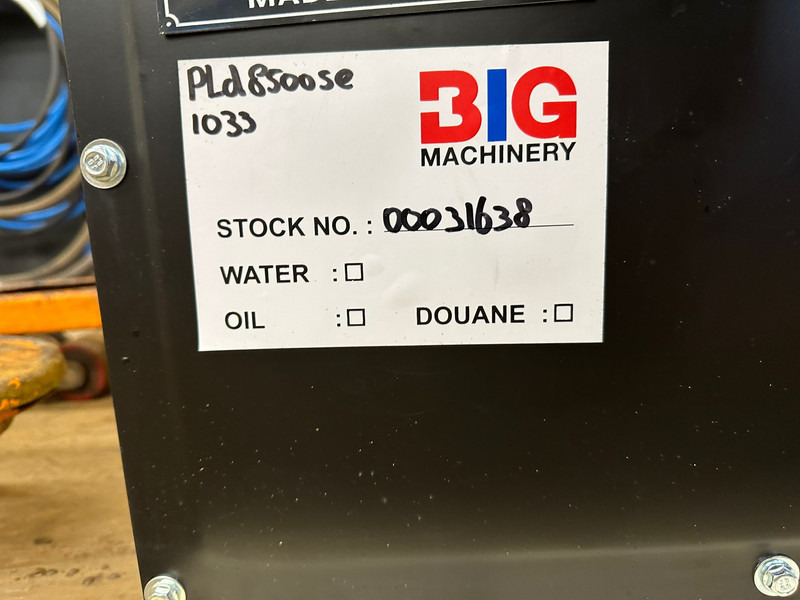 PLd8500se
1033
BIG
MACHINERY
STOCK NO. : 00031638
WATER :☐
OIL :☐ DOUANE :☐